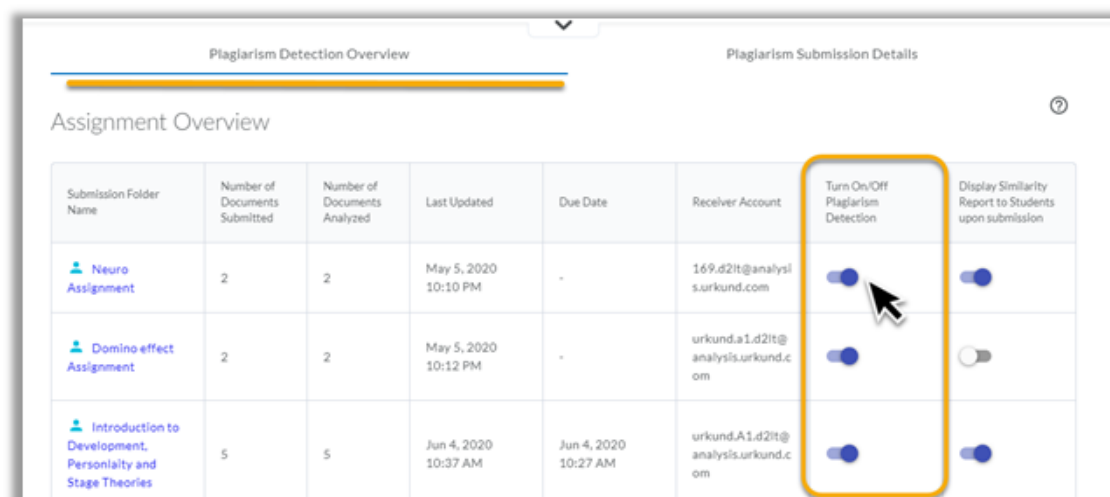 Plagiarism Detection Overview
Plagiarism Submission Details
Assignment Overview
Submission Folder
Name
Number of
Documents
Submitted
Number of
Documents
Analyzed
Last Updated
Due Date
Receiver Account
Turn On/Off
Plagiarism
Detection
Display Similarity
Report to Students
upon submission
Neuro
Assignment
2
2
May 5, 2020
10:10 PM
-
169.d2lt@analysi
s.urkund.com
Domino effect
Assignment
2
2
May 5, 2020
10:12 PM
-
urkund.a1.d2lt@
analysis.urkund.c
om
Introduction to
Development,
Personlaity and
Stage Theories
5
5
Jun 4, 2020
10:37 AM
Jun 4, 2020
10:27 AM
urkund.A1.d2lt@
analysis.urkund.c
om